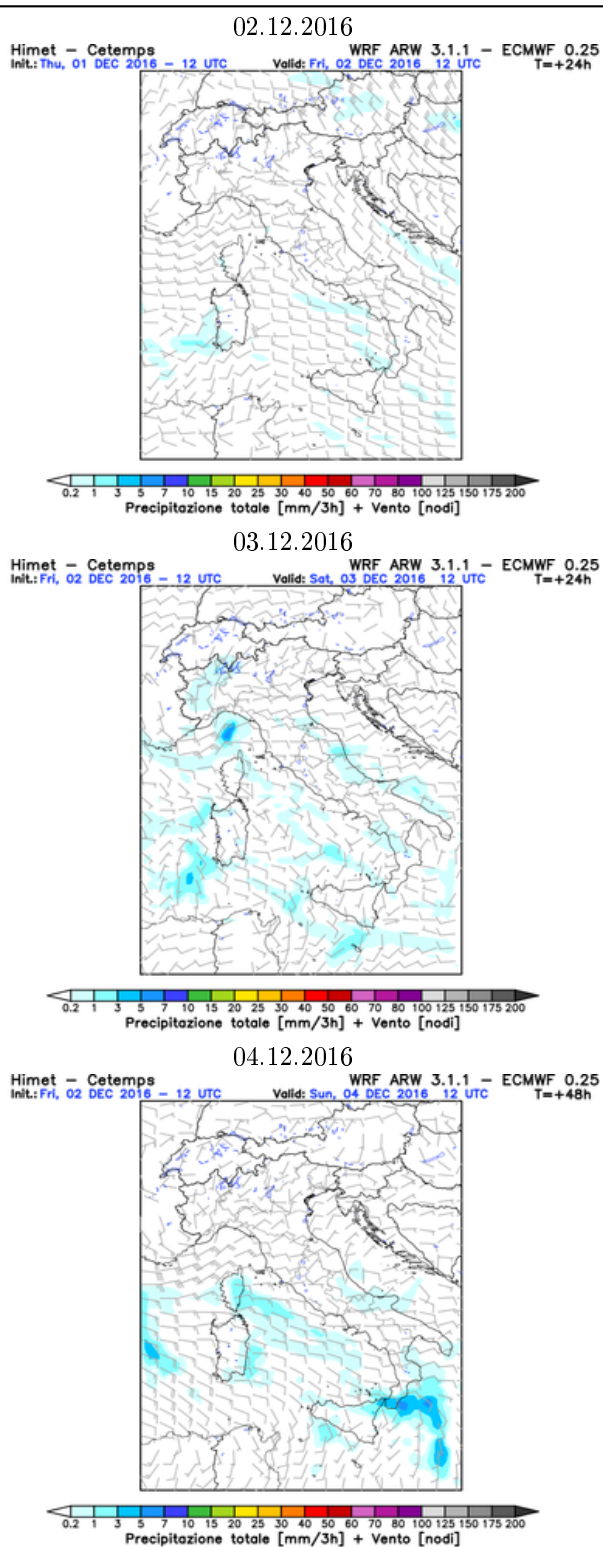 02.12.2016
Himet – Cetemps WRF ARW 3.1.1 – ECMWF 0.25
Init.: Thu, 01 DEC 2016 – 12 UTC Valid: Fri, 02 DEC 2016 12 UTC T=+24h
0.2 1 3 5 7 10 15 20 25 30 40 50 60 70 80 100 125 150 175 200
Precipitazione totale [mm/3h] + Vento [nodi]
03.12.2016
Himet – Cetemps WRF ARW 3.1.1 – ECMWF 0.25
Init.: Fri, 02 DEC 2016 – 12 UTC Valid: Sat, 03 DEC 2016 12 UTC T=+24h
0.2 1 3 5 7 10 15 20 25 30 40 50 60 70 80 100 125 150 175 200
Precipitazione totale [mm/3h] + Vento [nodi]
04.12.2016
Himet – Cetemps WRF ARW 3.1.1 – ECMWF 0.25
Init.: Fri, 02 DEC 2016 – 12 UTC Valid: Sun, 04 DEC 2016 12 UTC T=+48h
0.2 1 3 5 7 10 15 20 25 30 40 50 60 70 80 100 125 150 175 200
Precipitazione totale [mm/3h] + Vento [nodi]